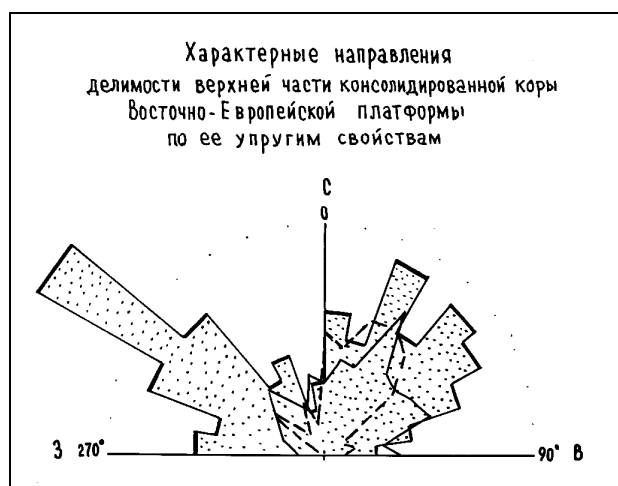 Характерные направления
делимости верхней части консолидированной коры
Восточно-Европейской платформы
по ее упругим свойствам
С
0
З 270° 90° В